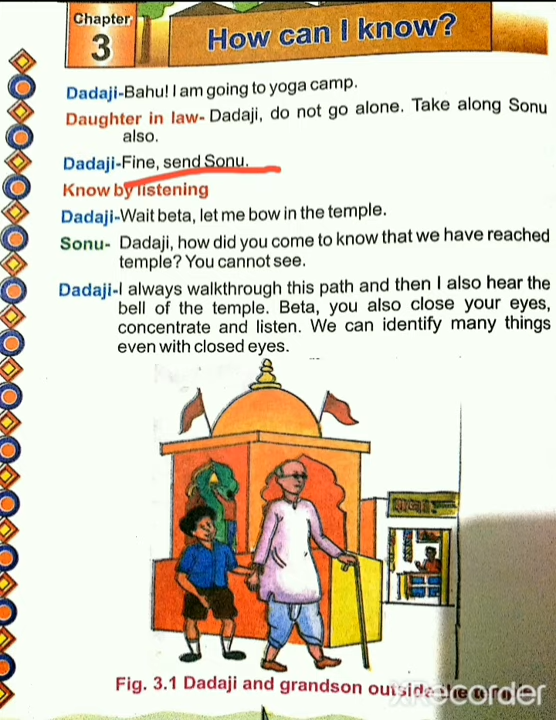 Chapter
3
How can I know?
Dadaji-Bahu! I am going to yoga camp.
Daughter in law- Dadaji, do not go alone. Take along Sonu
also.
Dadaji-Fine, send Sonu.
Know by listening
Dadaji-Wait beta, let me bow in the temple.
Sonu- Dadaji, how did you come to know that we have reached
temple? You cannot see.
Dadaji-I always walkthrough this path and then I also hear the
bell of the temple. Beta, you also close your eyes,
concentrate and listen. We can identify many things
even with closed eyes.
Fig. 3.1 Dadaji and grandson outside the
XRecorder